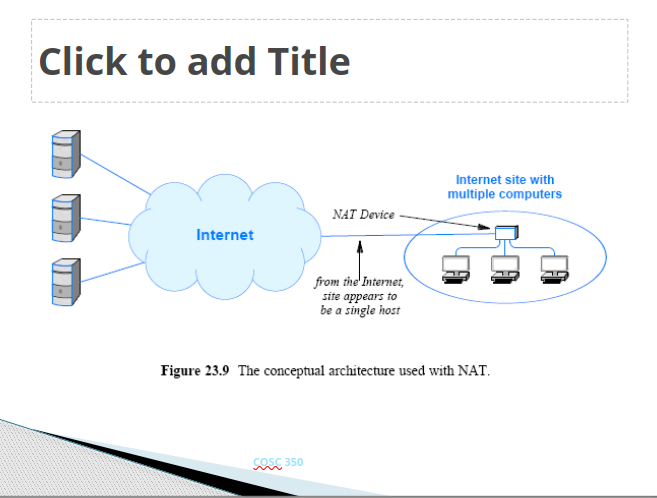 Click to add Title
Internet site with
multiple computers
NAT Device
Internet
from the Internet,
site appears to
be a single host
Figure 23.9 The conceptual architecture used with NAT.
COSC 350